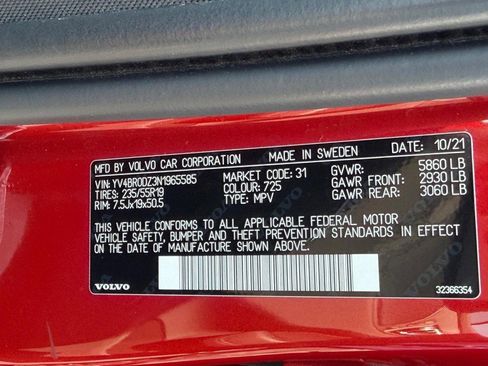 MFD BY VOLVO CAR CORPORATION MADE IN SWEDEN DATE: 10/21
VIN: YV4BR0DZ3N1965585 MARKET CODE: 31 GVWR: 5860 LB
TIRES: 235/55R19 COLOUR: 725 GAWR FRONT: 2930 LB
RIM: 7.5Jx19x50.5 TYPE: MPV GAWR REAR: 3060 LB
THIS VEHICLE CONFORMS TO ALL APPLICABLE FEDERAL MOTOR
VEHICLE SAFETY, BUMPER AND THEFT PREVENTION STANDARDS IN EFFECT
ON THE DATE OF MANUFACTURE SHOWN ABOVE.
VOLVO 32366354